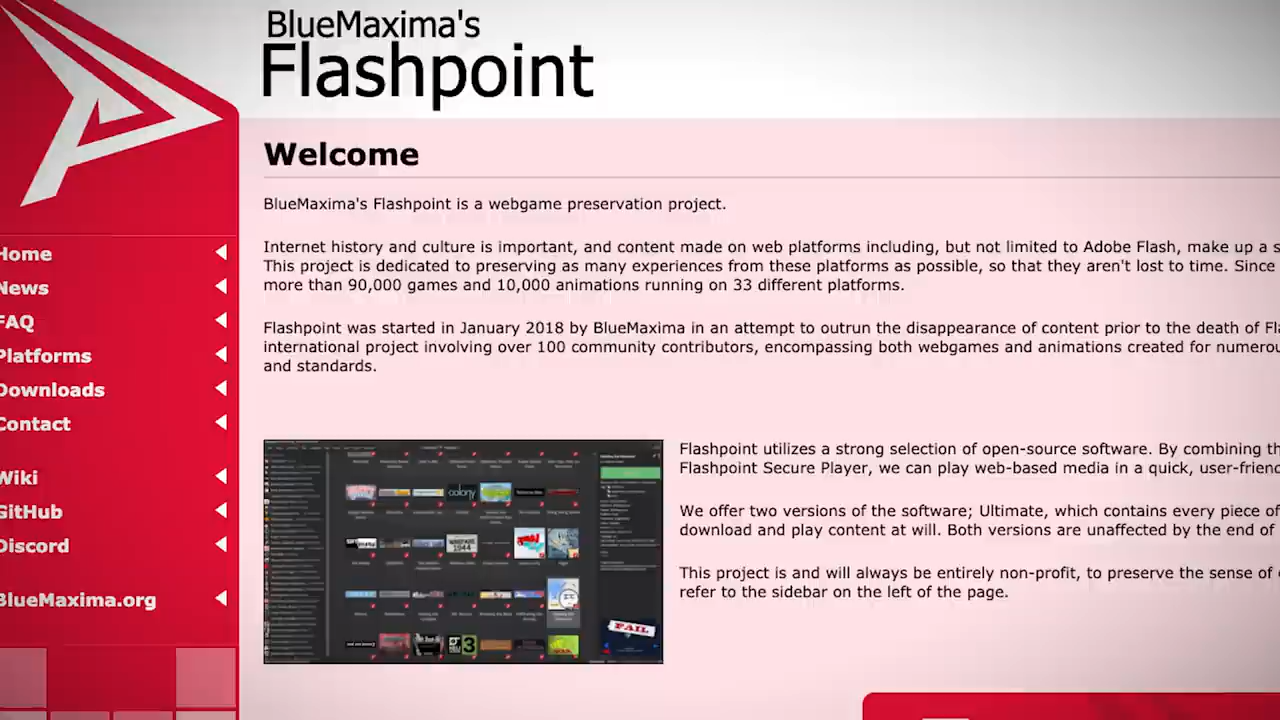 BlueMaxima's
Flashpoint
Welcome
BlueMaxima's Flashpoint is a webgame preservation project.
Internet history and culture is important, and content made on web platforms including, but not limited to Adobe Flash, make up a s
This project is dedicated to preserving as many experiences from these platforms as possible, so that they aren't lost to time. Since
more than 90,000 games and 10,000 animations running on 33 different platforms.
Flashpoint was started in January 2018 by BlueMaxima in an attempt to outrun the disappearance of content prior to the death of Fla
international project involving over 100 community contributors, encompassing both webgames and animations created for numerou
and standards.
Home
News
FAQ
Platforms
Downloads
Contact
Wiki
GitHub
Discord
BlueMaxima.org
colony
WARFARE
1944
3
FAIL
Flashpoint utilizes a strong selection of open-source software. By combining th
Flashpoint Secure Player, we can play web-based media in a quick, user-friend
We offer two versions of the software; Ultimate, which contains every piece of
download and play content at will. Both versions are unaffected by the end of
This project is and will always be entirely non-profit, to preserve the sense of
refer to the sidebar on the left of the page.